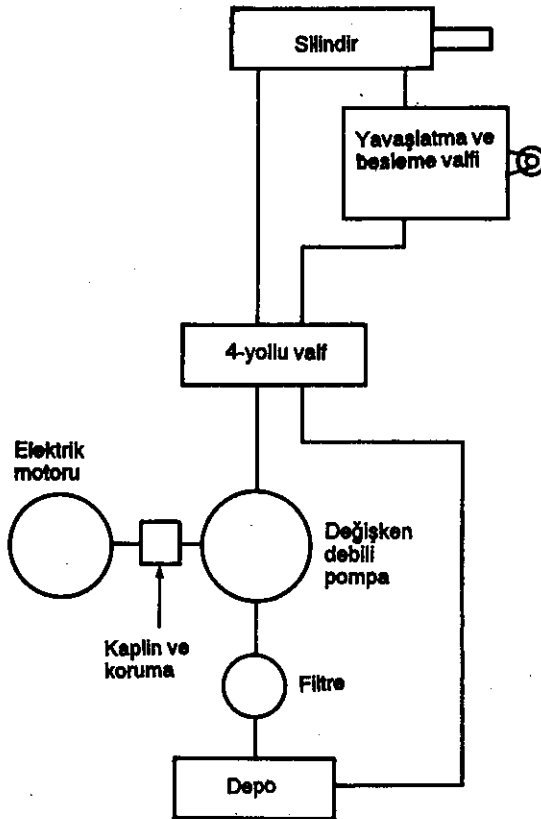 Silindir
Yavaşlatma ve
besleme valfi
4-yollu valf
Elektrik
motoru
Değişken
debili
pompa
Kaplin ve
koruma
Filtre
Depo